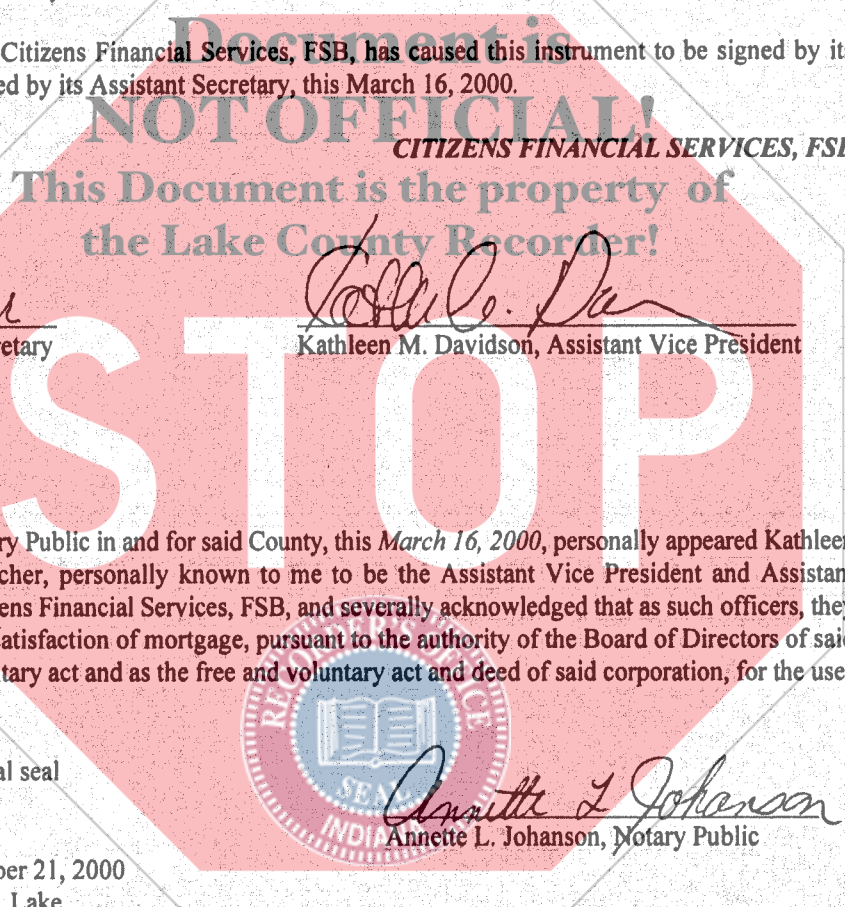 Document is
Citizens Financial Services, FSB, has caused this instrument to be signed by its
ed by its Assistant Secretary, this March 16, 2000.
NOT OFFICIAL!
CITIZENS FINANCIAL SERVICES, FSB
This Document is the property of
the Lake County Recorder!
retary
Kathleen M. Davidson, Assistant Vice President
STOP
ry Public in and for said County, this March 16, 2000, personally appeared Kathleen
cher, personally known to me to be the Assistant Vice President and Assistan
zens Financial Services, FSB, and severally acknowledged that as such officers, they
atisfaction of mortgage, pursuant to the authority of the Board of Directors of said
tary act and as the free and voluntary act and deed of said corporation, for the use
RECORDER'S OFFICE
SEAL
INDIANA
al seal
Annette L Johanson
Annette L. Johanson, Notary Public
ber 21, 2000
Lake